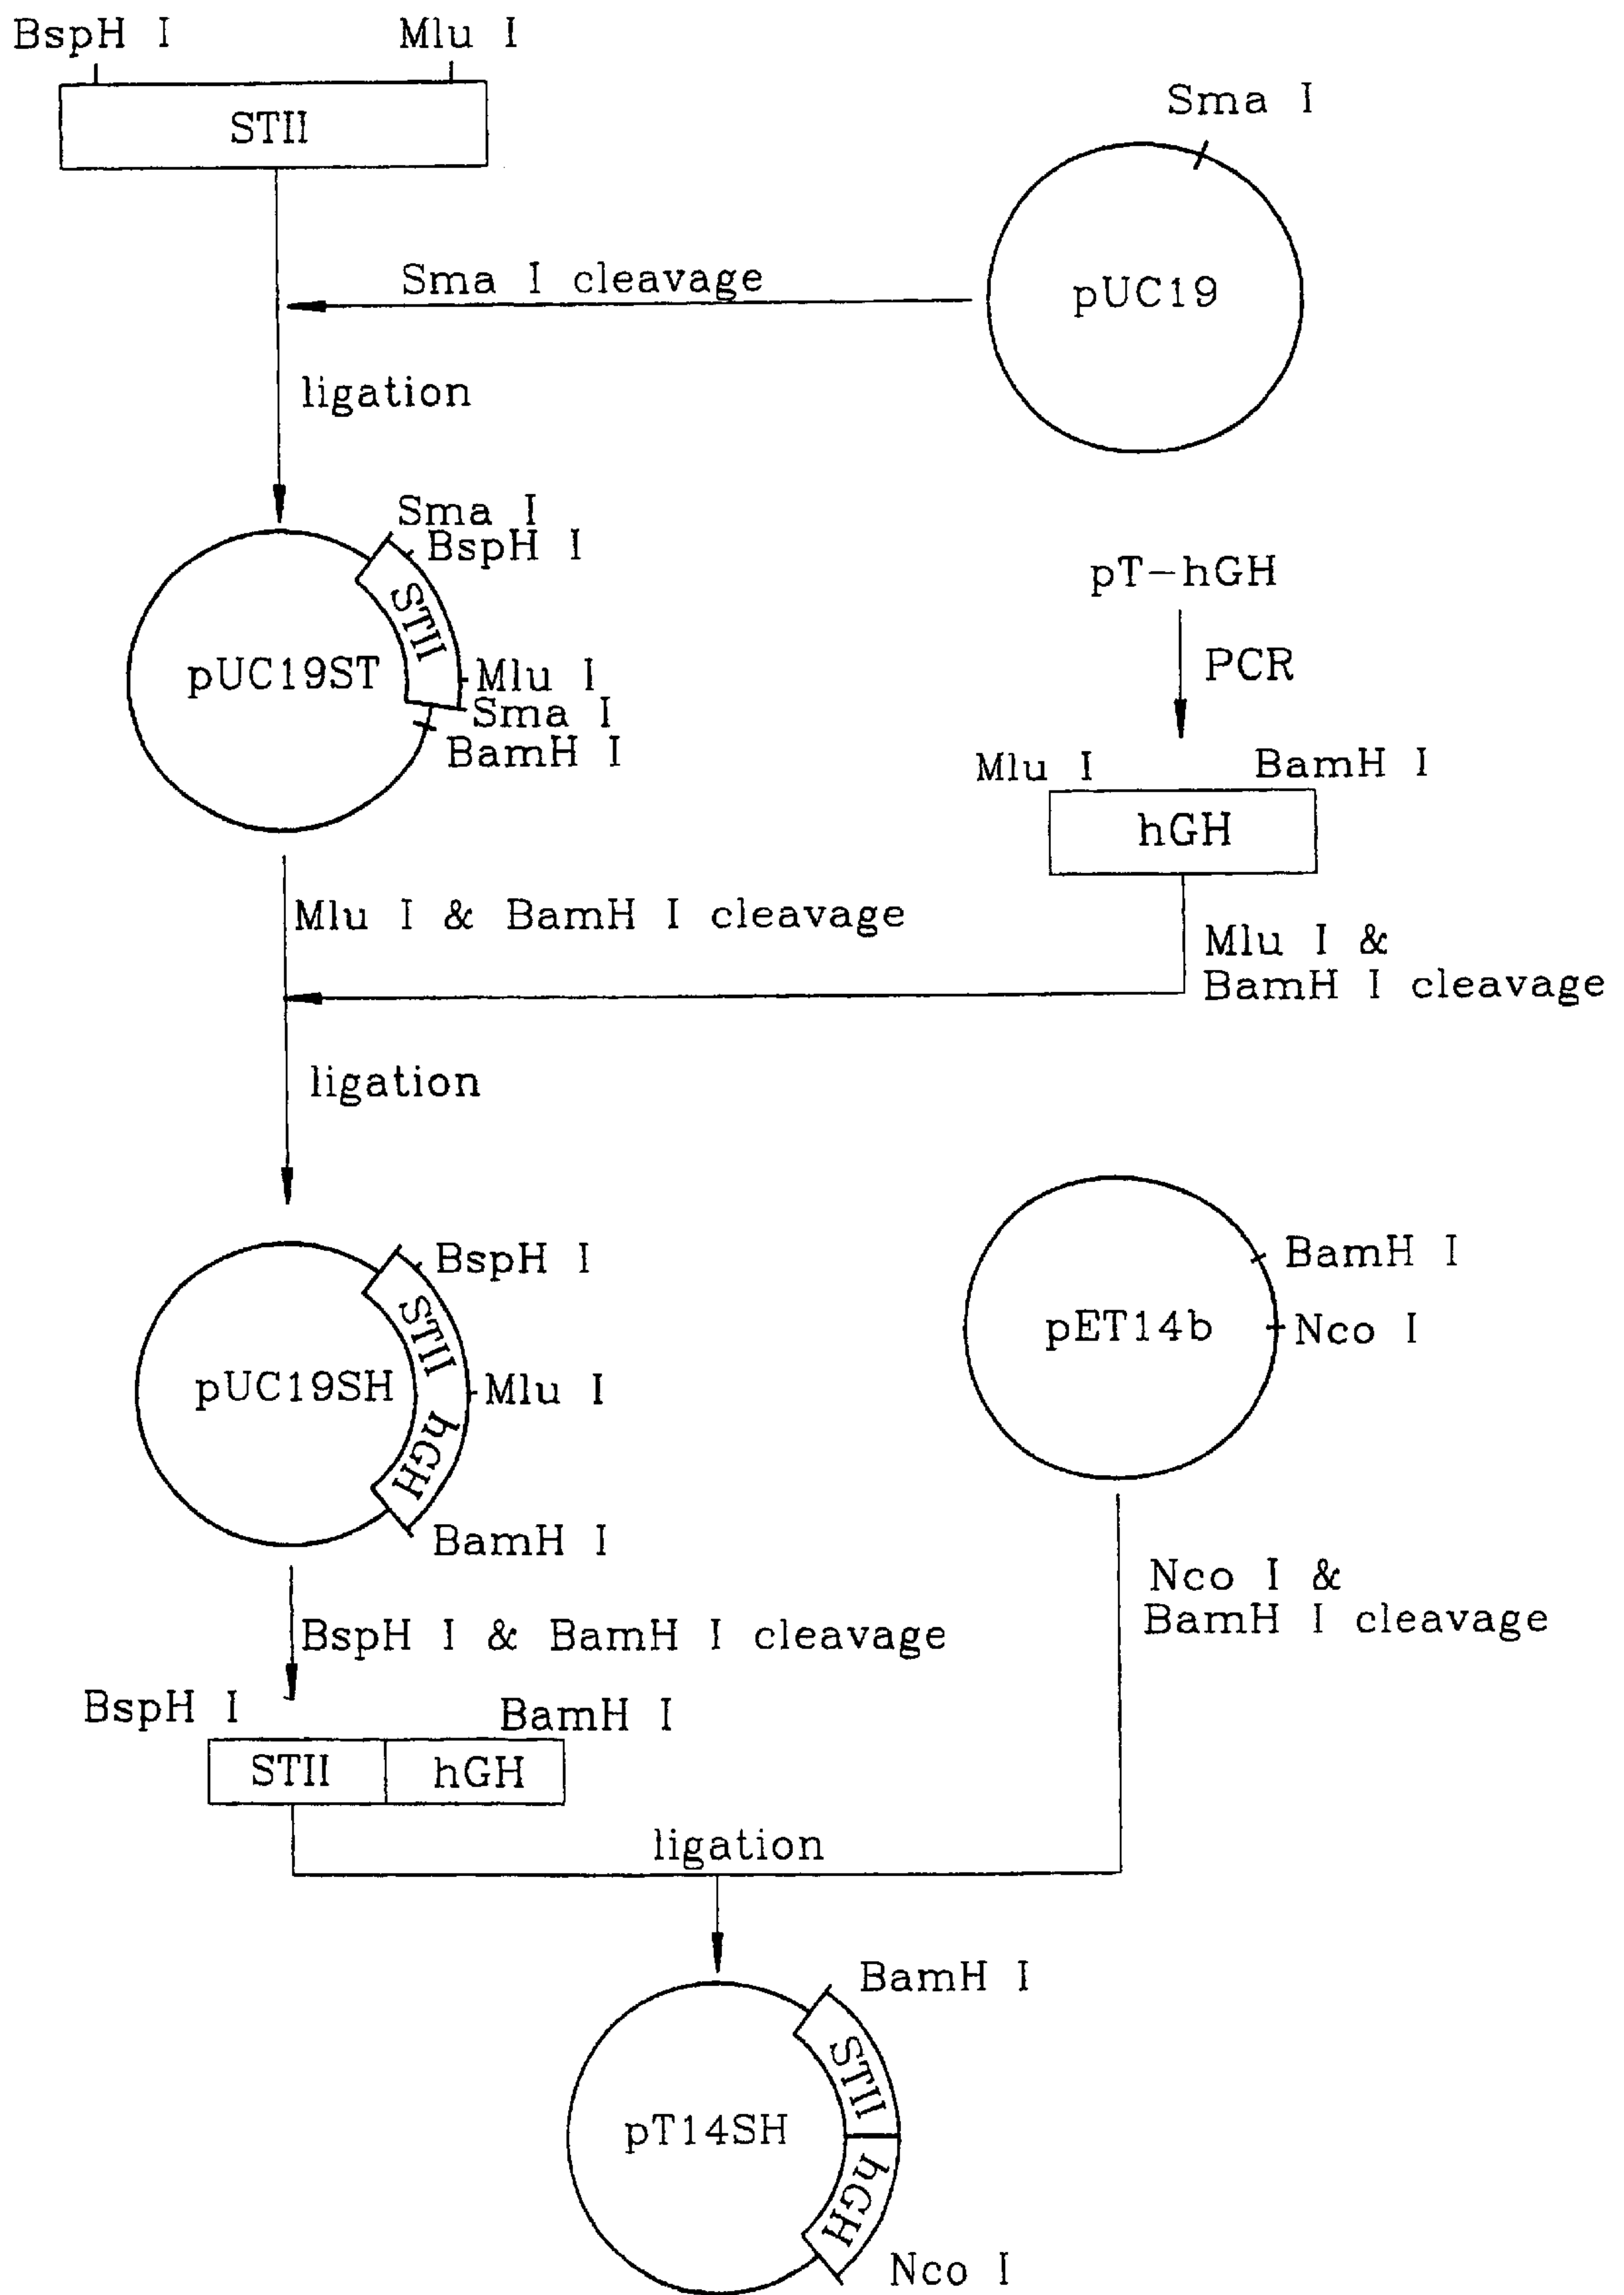 BspH I
Mlu I
STII
Sma I
pUC19
Sma I cleavage
ligation
Sma I
BspH I
STII
pUC19ST
Mlu I
Sma I
BamH I
pT-hGH
PCR
Mlu I
BamH I
hGH
Mlu I & BamH I cleavage
Mlu I &
BamH I cleavage
ligation
BspH I
STII
pUC19SH
Mlu I
hGH
BamH I
BamH I
pET14b
Nco I
BspH I & BamH I cleavage
Nco I &
BamH I cleavage
BspH I
BamH I
STII
hGH
ligation
BamH I
STII
pT14SH
hGH
Nco I